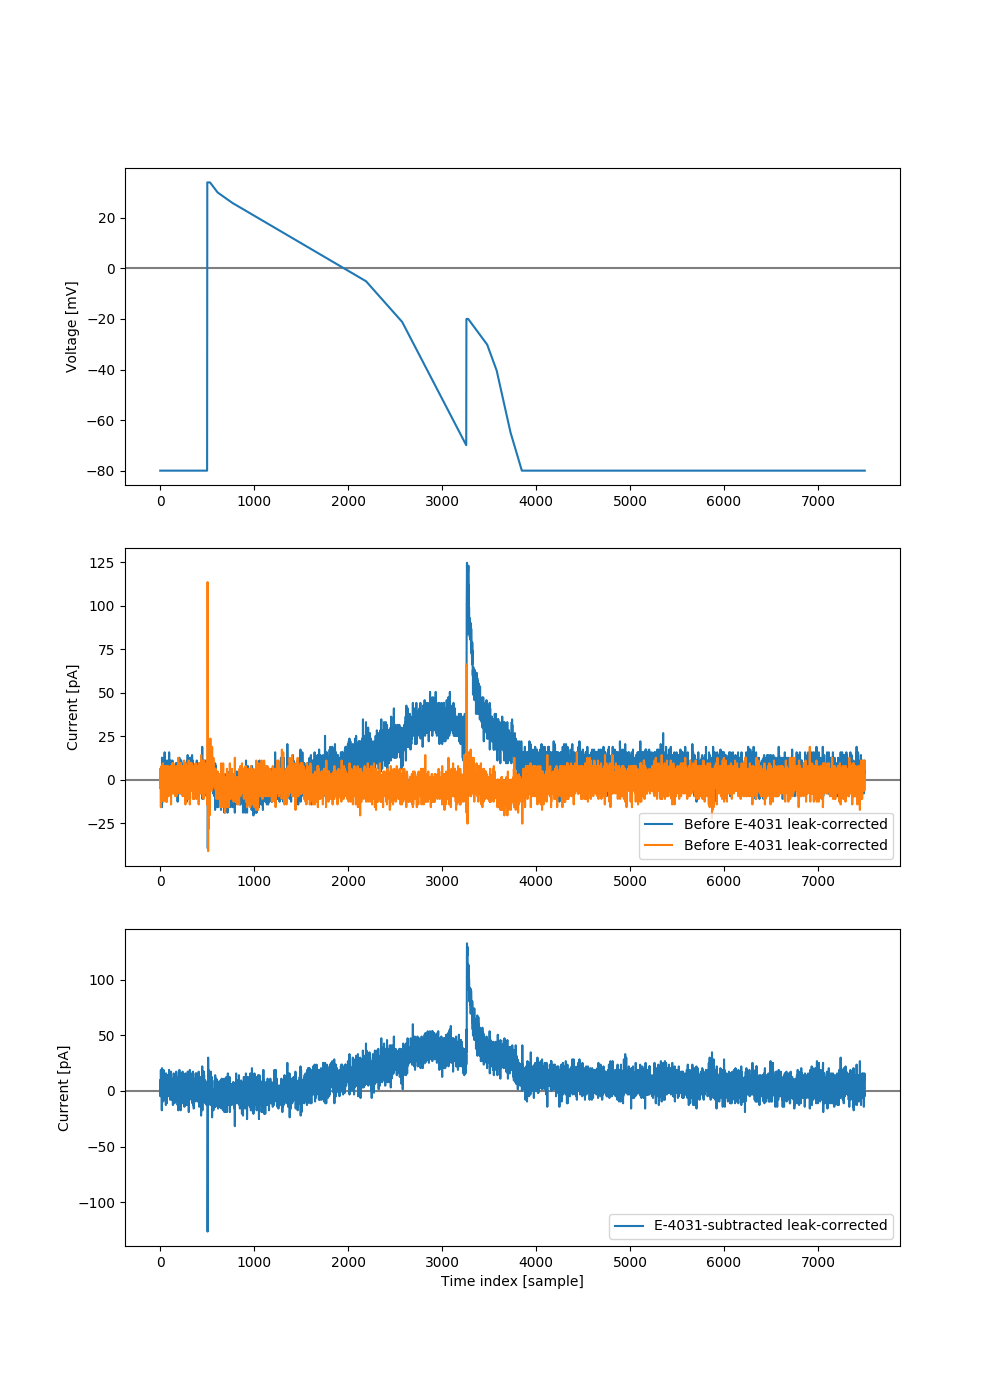 20
0
−20
−40
−60
−80
Voltage [mV]
0 1000 2000 3000 4000 5000 6000 7000
125
100
75
50
25
0
−25
Current [pA]
Before E-4031 leak-corrected
Before E-4031 leak-corrected
0 1000 2000 3000 4000 5000 6000 7000
100
50
0
−50
−100
Current [pA]
E-4031-subtracted leak-corrected
0 1000 2000 3000 4000 5000 6000 7000
Time index [sample]